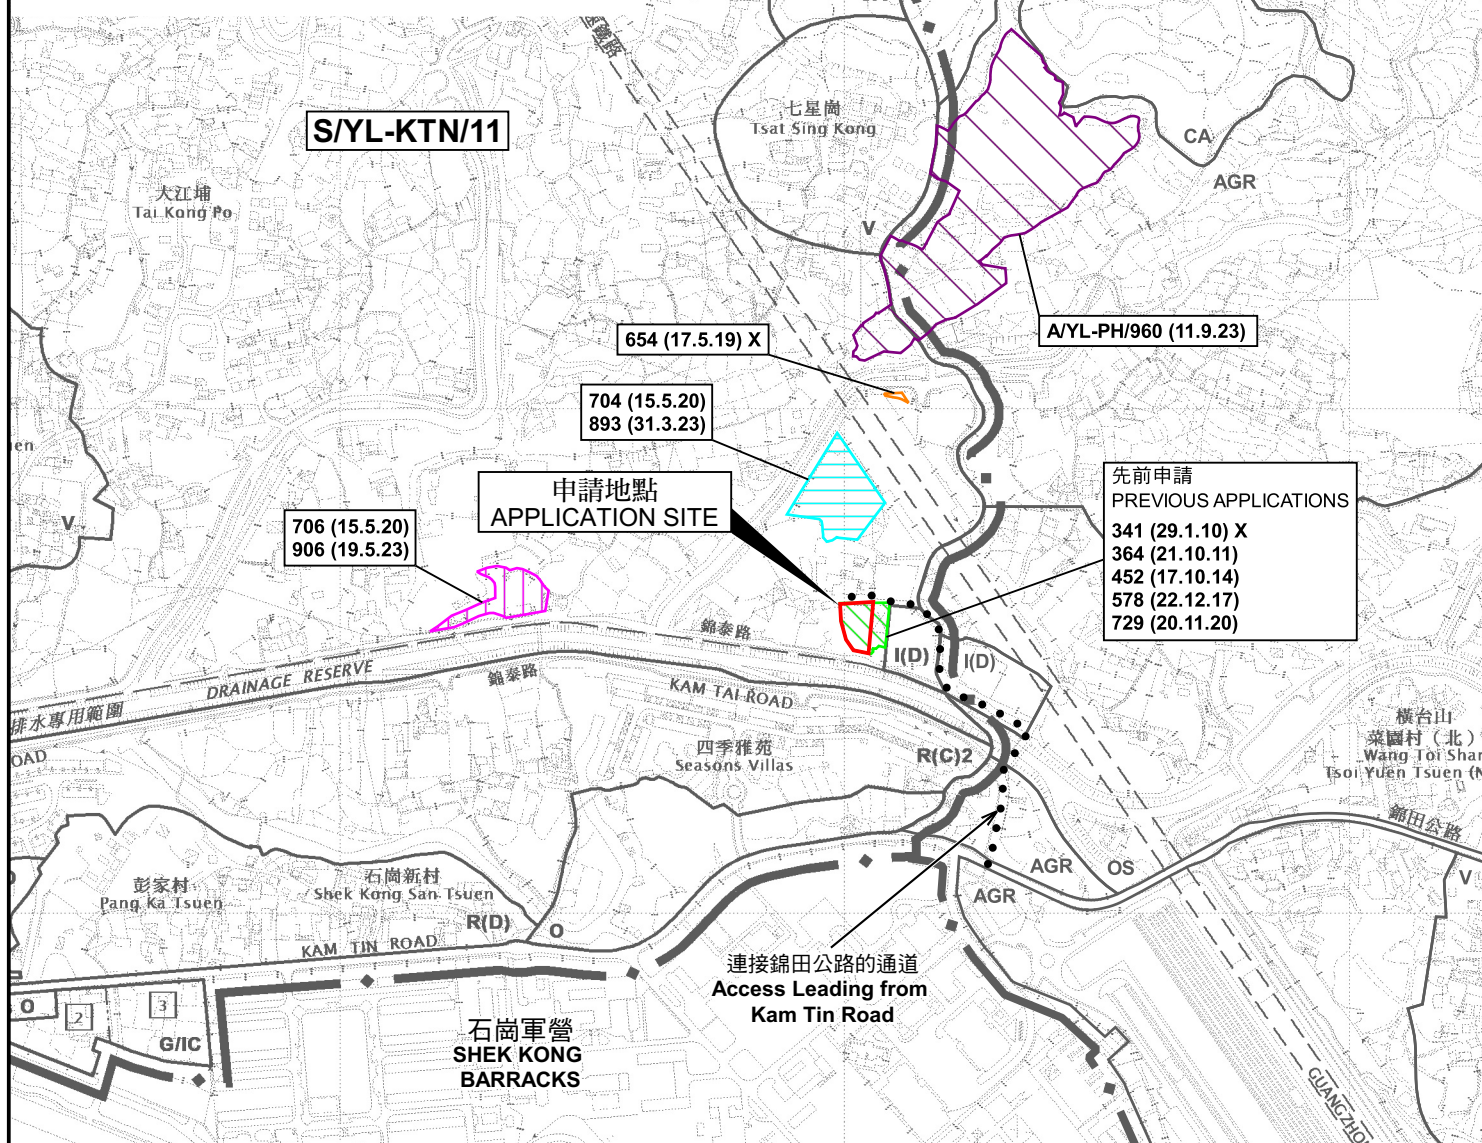 S/YL-KTN/11
七星崗
Tsat Sing Kong
CA
AGR
大江埔
Tai Kong Po
V
A/YL-PH/960 (11.9.23)
654 (17.5.19) X
704 (15.5.20)
893 (31.3.23)
申請地點
APPLICATION SITE
先前申請
PREVIOUS APPLICATIONS
341 (29.1.10) X
364 (21.10.11)
452 (17.10.14)
578 (22.12.17)
729 (20.11.20)
V
706 (15.5.20)
906 (19.5.23)
錦泰路
I(D)
I(D)
DRAINAGE RESERVE
排水專用範圍
錦泰路
KAM TAI ROAD
OAD
四季雅苑
Seasons Villas
R(C)2
橫台山
菜園村（北）
Wang Toi Shan
Tsoi Yuen Tsuen (N
錦田公路
AGR
OS
AGR
V
彭家村
Pang Ka Tsuen
石崗新村
Shek Kong San Tsuen
R(D)
O
KAM TIN ROAD
連接錦田公路的通道
Access Leading from
Kam Tin Road
O
2
3
G/IC
石崗軍營
SHEK KONG
BARRACKS
GUANGZHO